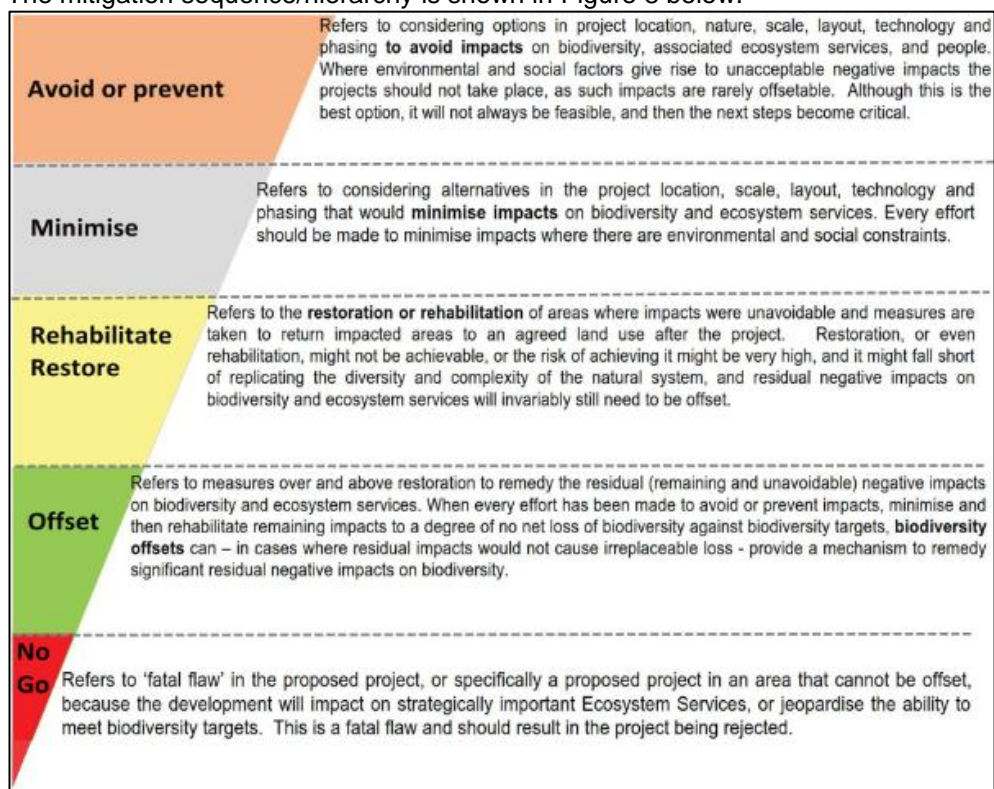 The mitigation sequence/hierarchy is shown in Figure 3 below.
Refers to considering options in project location, nature, scale, layout, technology and
phasing to avoid impacts on biodiversity, associated ecosystem services, and people.
Where environmental and social factors give rise to unacceptable negative impacts the
projects should not take place, as such impacts are rarely offsetable. Although this is the
best option, it will not always be feasible, and then the next steps become critical.
Avoid or prevent
Refers to considering alternatives in the project location, scale, layout, technology and
phasing that would minimise impacts on biodiversity and ecosystem services. Every effort
should be made to minimise impacts where there are environmental and social constraints.
Minimise
Refers to the restoration or rehabilitation of areas where impacts were unavoidable and measures are
taken to return impacted areas to an agreed land use after the project. Restoration, or even
rehabilitation, might not be achievable, or the risk of achieving it might be very high, and it might fall short
of replicating the diversity and complexity of the natural system, and residual negative impacts on
biodiversity and ecosystem services will invariably still need to be offset.
Rehabilitate
Restore
Refers to measures over and above restoration to remedy the residual (remaining and unavoidable) negative impacts
on biodiversity and ecosystem services. When every effort has been made to avoid or prevent impacts, minimise and
then rehabilitate remaining impacts to a degree of no net loss of biodiversity against biodiversity targets, biodiversity
offsets can – in cases where residual impacts would not cause irreplaceable loss - provide a mechanism to remedy
significant residual negative impacts on biodiversity.
Offset
No
Go
Refers to ‘fatal flaw’ in the proposed project, or specifically a proposed project in an area that cannot be offset,
because the development will impact on strategically important Ecosystem Services, or jeopardise the ability to
meet biodiversity targets. This is a fatal flaw and should result in the project being rejected.